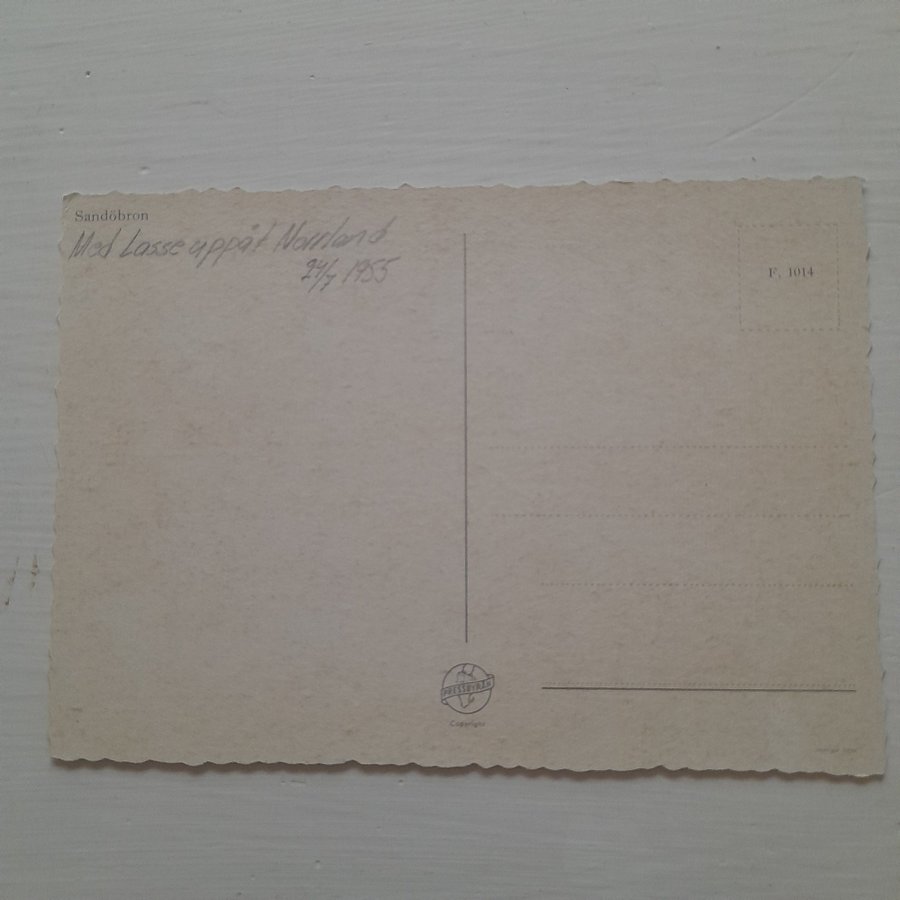 Sandöbron
Med Lasse uppåt Norrland
24/7 1955
F. 1014
PRESSBYRÅN
Copyright